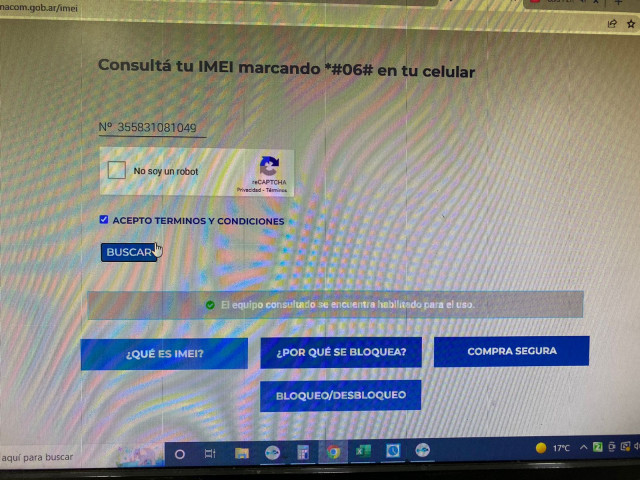 nacom.gob.ar/imei
Consultá tu IMEI marcando *#06# en tu celular
Nº 355831081049
No soy un robot
reCAPTCHA
Privacidad - Términos
ACEPTO TERMINOS Y CONDICIONES
BUSCAR
El equipo consultado se encuentra habilitado para el uso.
¿QUÉ ES IMEI?
¿POR QUÉ SE BLOQUEA?
COMPRA SEGURA
BLOQUEO/DESBLOQUEO
aquí para buscar
17°C